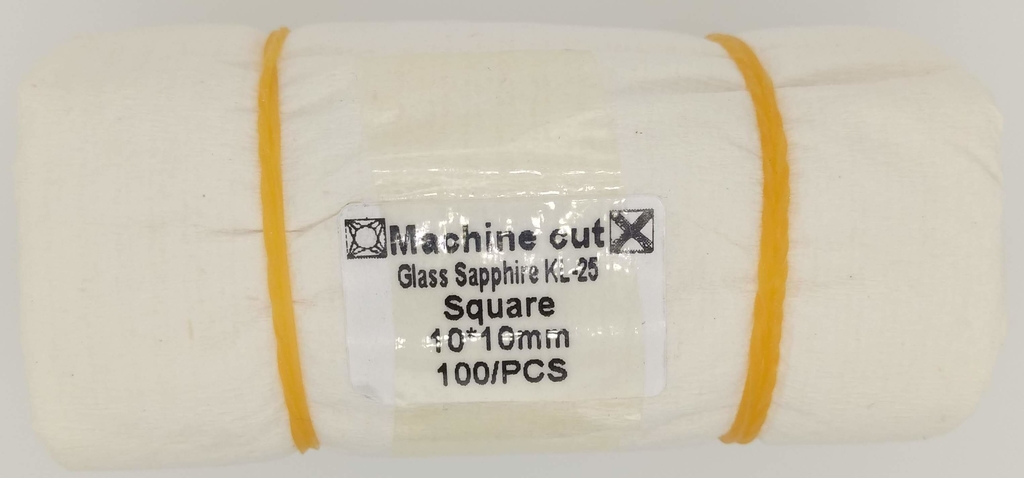 Machine cut
Glass Sapphire KL-25
Square
10*10mm
100/PCS